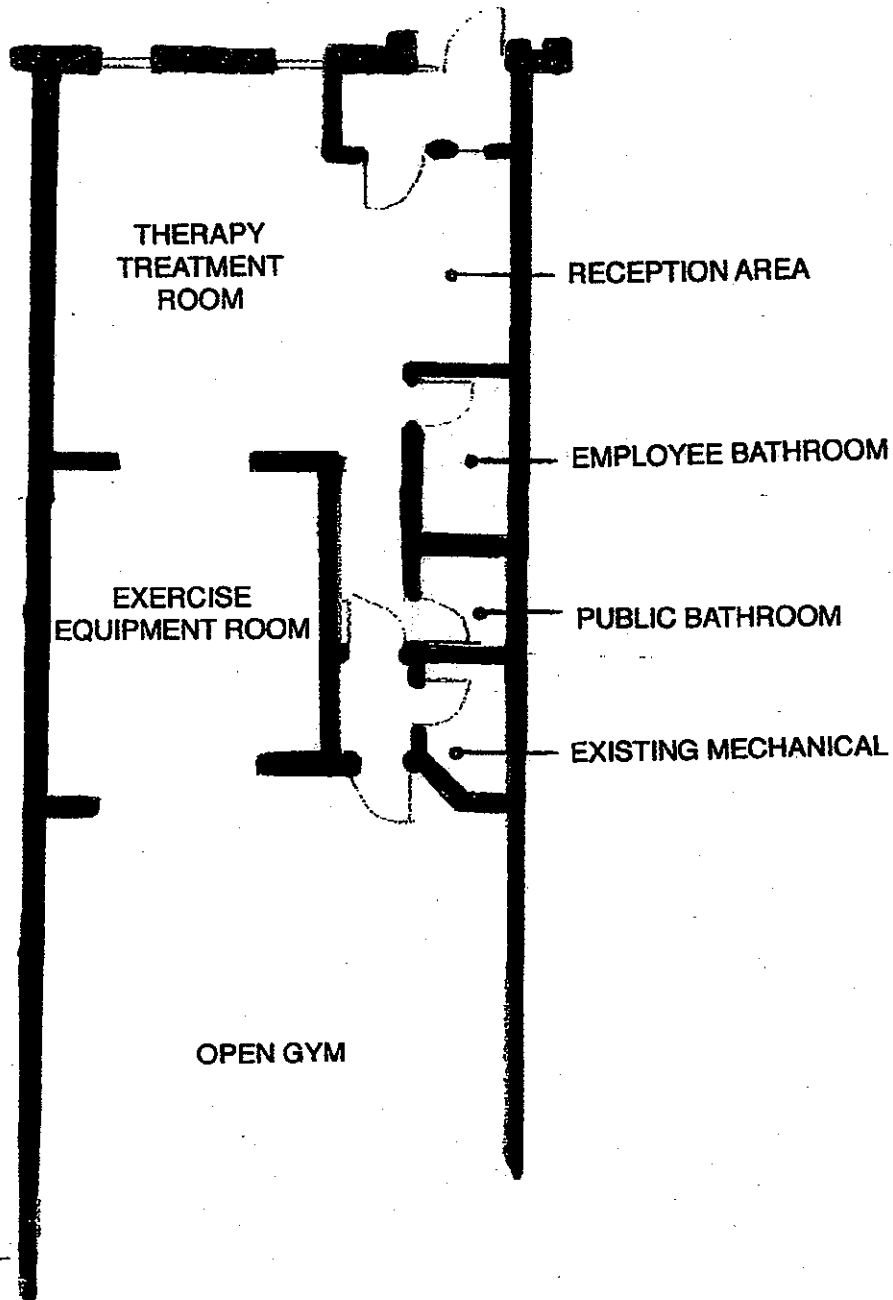 THERAPY
TREATMENT
ROOM
RECEPTION AREA
EMPLOYEE BATHROOM
EXERCISE
EQUIPMENT ROOM
PUBLIC BATHROOM
EXISTING MECHANICAL
OPEN GYM